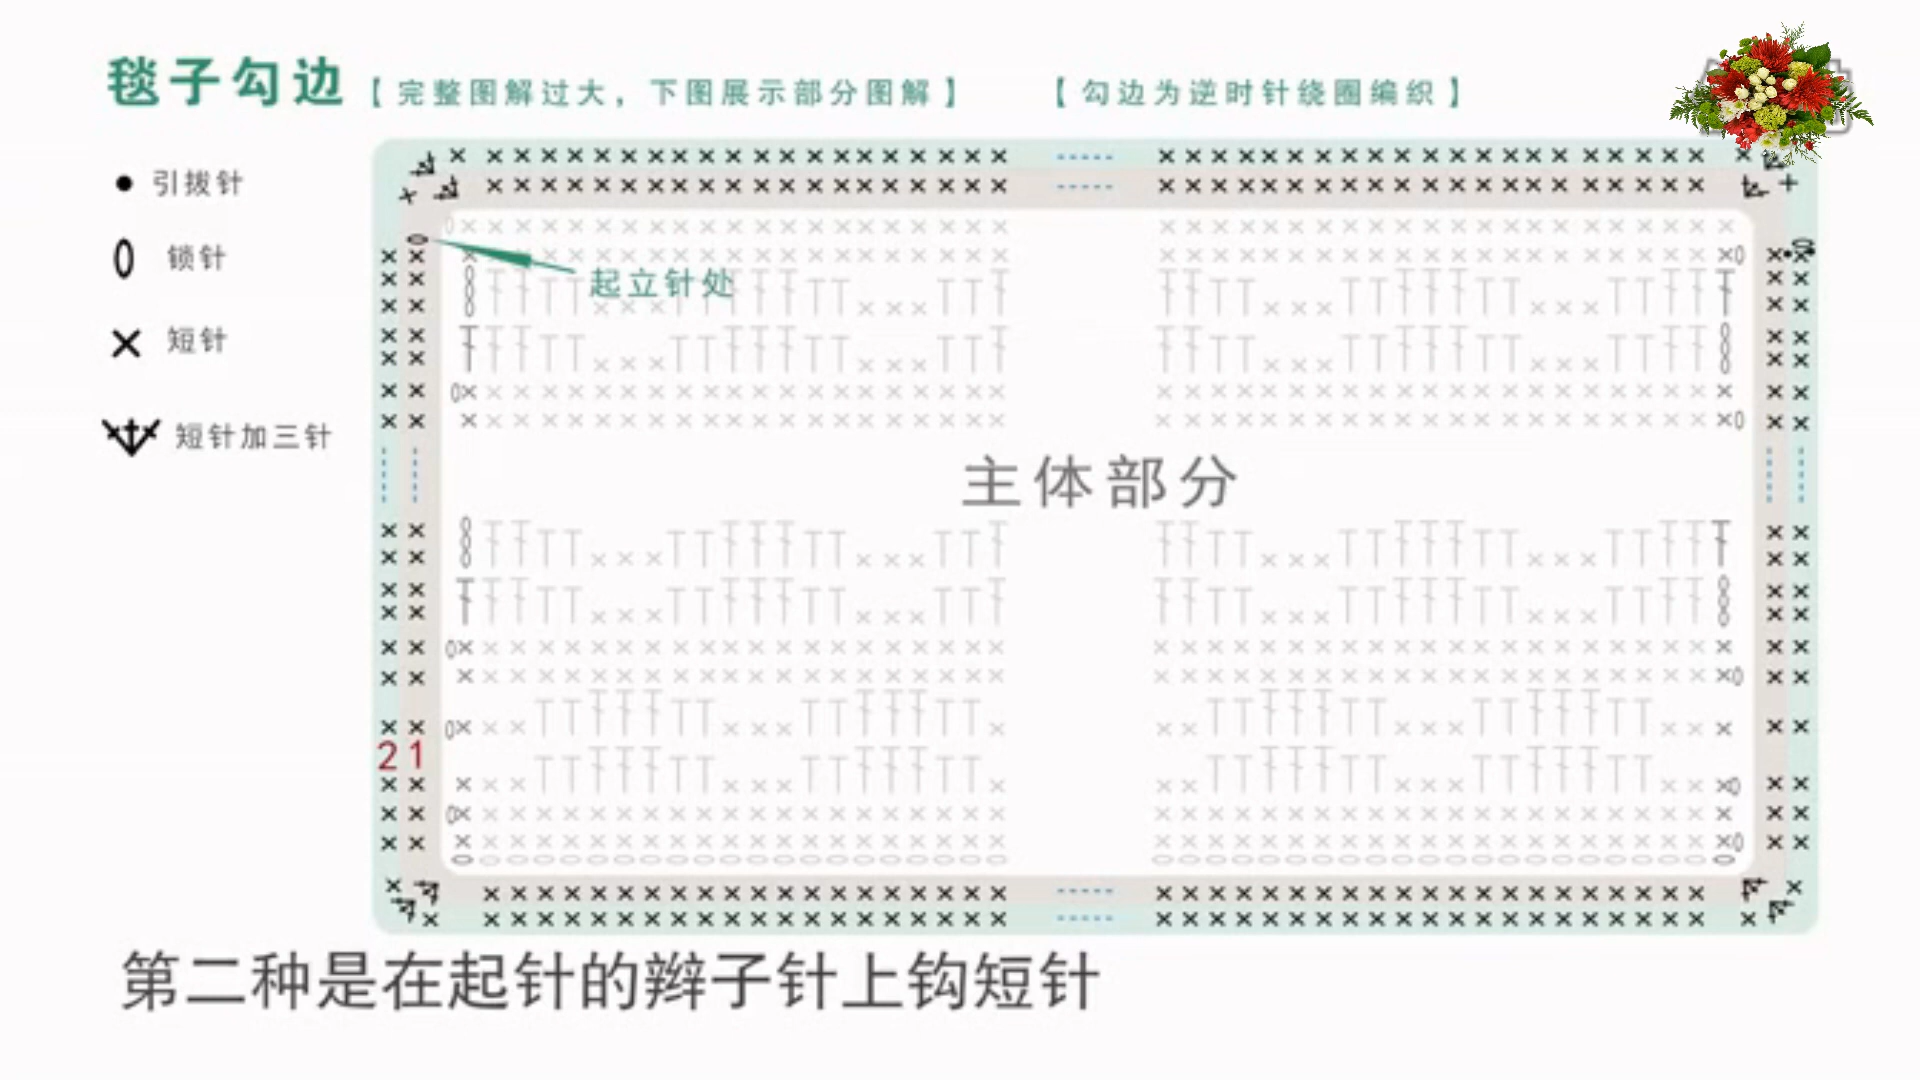 毯子勾边【完整图解过大，下图展示部分图解】 【勾边为逆时针绕圈编织】
引拨针
锁针
短针
短针加三针
起立针处
主体部分
2 1
第二种是在起针的辫子针上钩短针